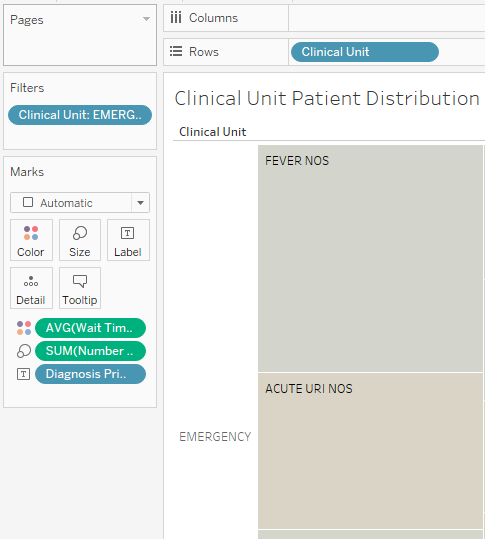 Pages
Columns
Rows
Clinical Unit
Filters
Clinical Unit: EMERG..
Marks
Automatic
Color
Size
Label
Detail
Tooltip
AVG(Wait Tim..
SUM(Number ..
Diagnosis Pri..
Clinical Unit Patient Distribution
Clinical Unit
FEVER NOS
ACUTE URI NOS
EMERGENCY